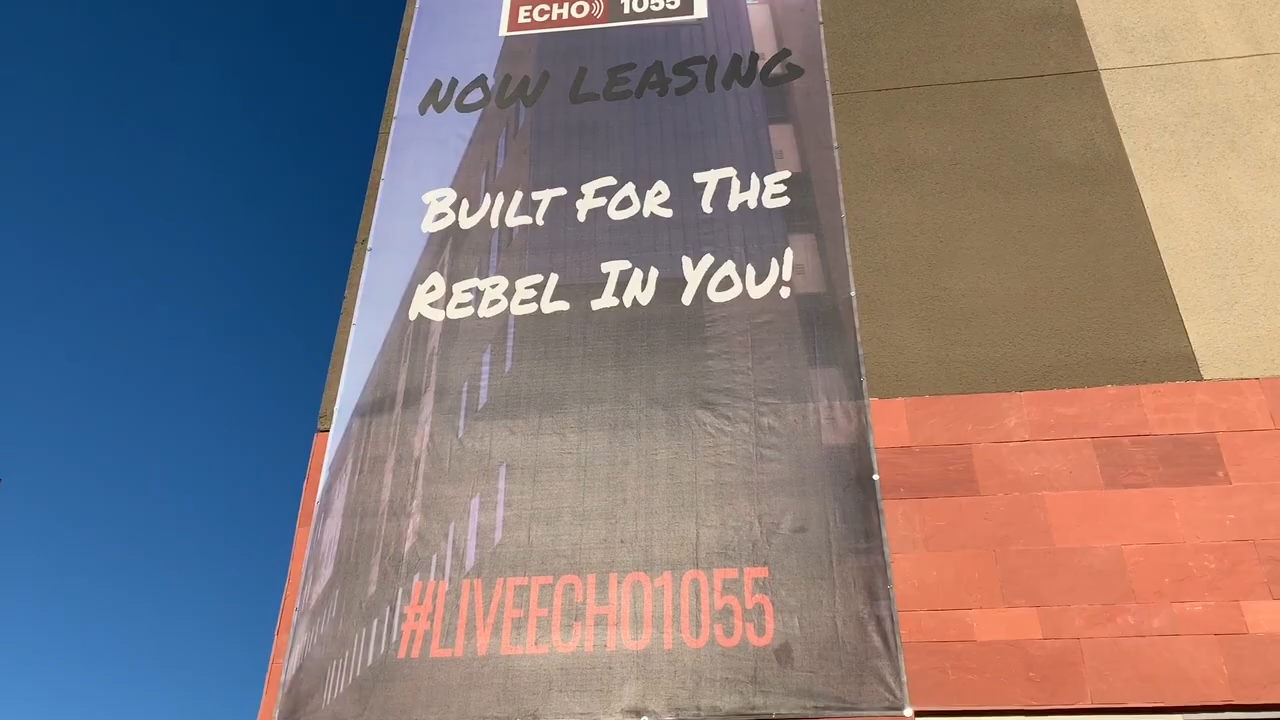 ECHO 1055
NOW LEASING
BUILT FOR THE
REBEL IN YOU!
#LIVEECHO1055